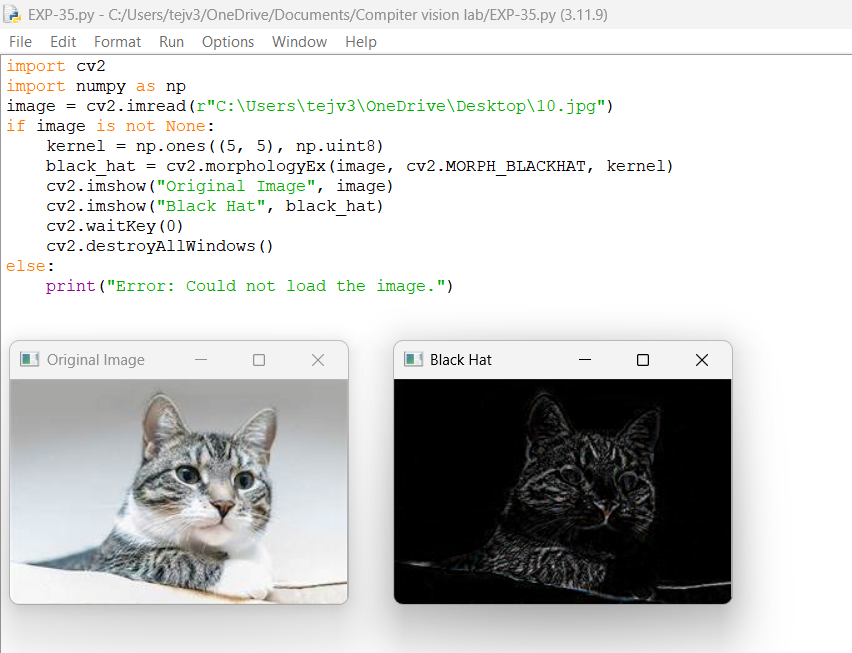 EXP-35.py - C:/Users/tejv3/OneDrive/Documents/Compiter vision lab/EXP-35.py (3.11.9)
File Edit Format Run Options Window Help
import cv2
import numpy as np
image = cv2.imread(r"C:\Users\tejv3\OneDrive\Desktop\10.jpg")
if image is not None:
    kernel = np.ones((5, 5), np.uint8)
    black_hat = cv2.morphologyEx(image, cv2.MORPH_BLACKHAT, kernel)
    cv2.imshow("Original Image", image)
    cv2.imshow("Black Hat", black_hat)
    cv2.waitKey(0)
    cv2.destroyAllWindows()
else:
    print("Error: Could not load the image.")
Original Image
Black Hat